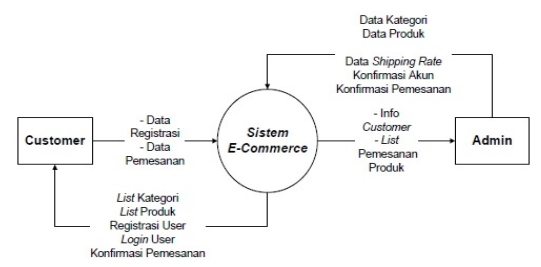 Data Kategori
Data Produk
Data Shipping Rate
Konfirmasi Akun
Konfirmasi Pemesanan
Customer
- Data
Registrasi
- Data
Pemesanan
Sistem
E-Commerce
- Info
Customer
- List
Pemesanan
Produk
Admin
List Kategori
List Produk
Registrasi User
Login User
Konfirmasi Pemesanan